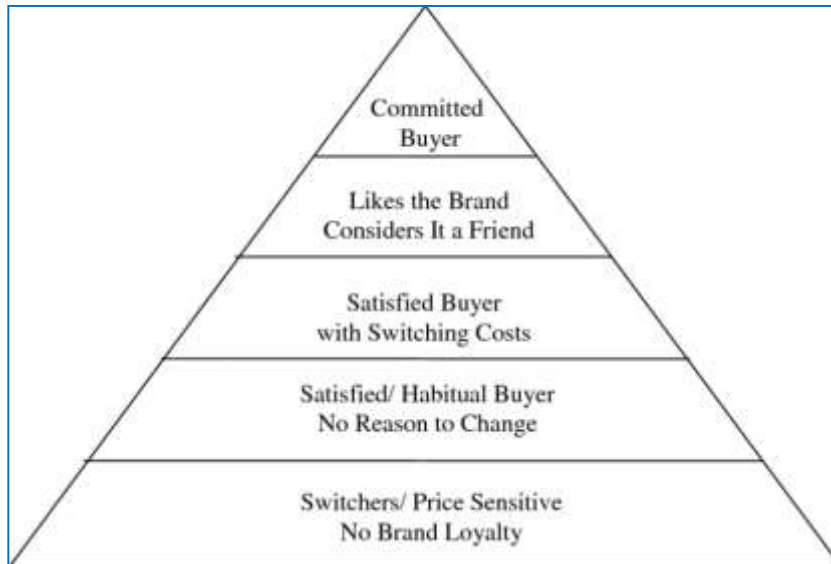 Committed
Buyer
Likes the Brand
Considers It a Friend
Satisfied Buyer
with Switching Costs
Satisfied/ Habitual Buyer
No Reason to Change
Switchers/ Price Sensitive
No Brand Loyalty